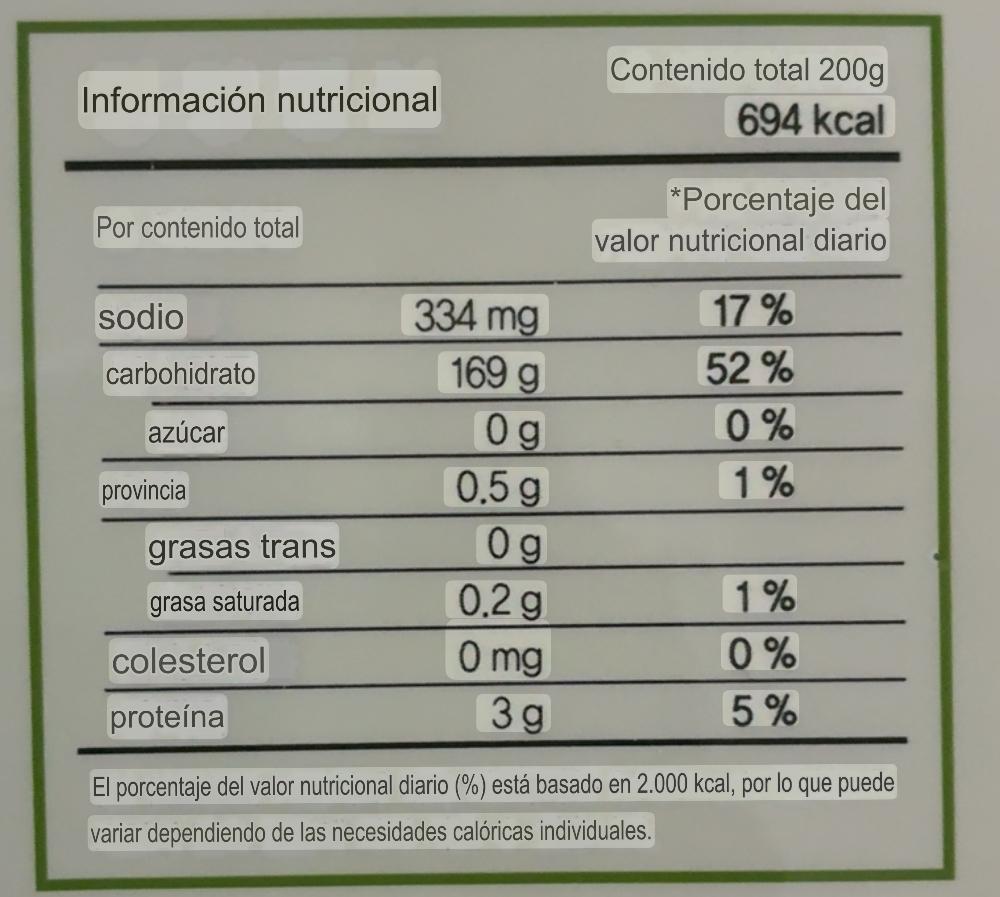 Información nutricional
Contenido total 200g
694 kcal
Por contenido total
*Porcentaje del
valor nutricional diario
sodio 334 mg 17 %
carbohidrato 169 g 52 %
azúcar 0 g 0 %
provincia 0.5 g 1 %
grasas trans 0 g
grasa saturada 0.2 g 1 %
colesterol 0 mg 0 %
proteína 3 g 5 %
El porcentaje del valor nutricional diario (%) está basado en 2.000 kcal, por lo que puede
variar dependiendo de las necesidades calóricas individuales.